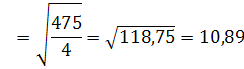 = √(475/4) = √118,75 = 10,89